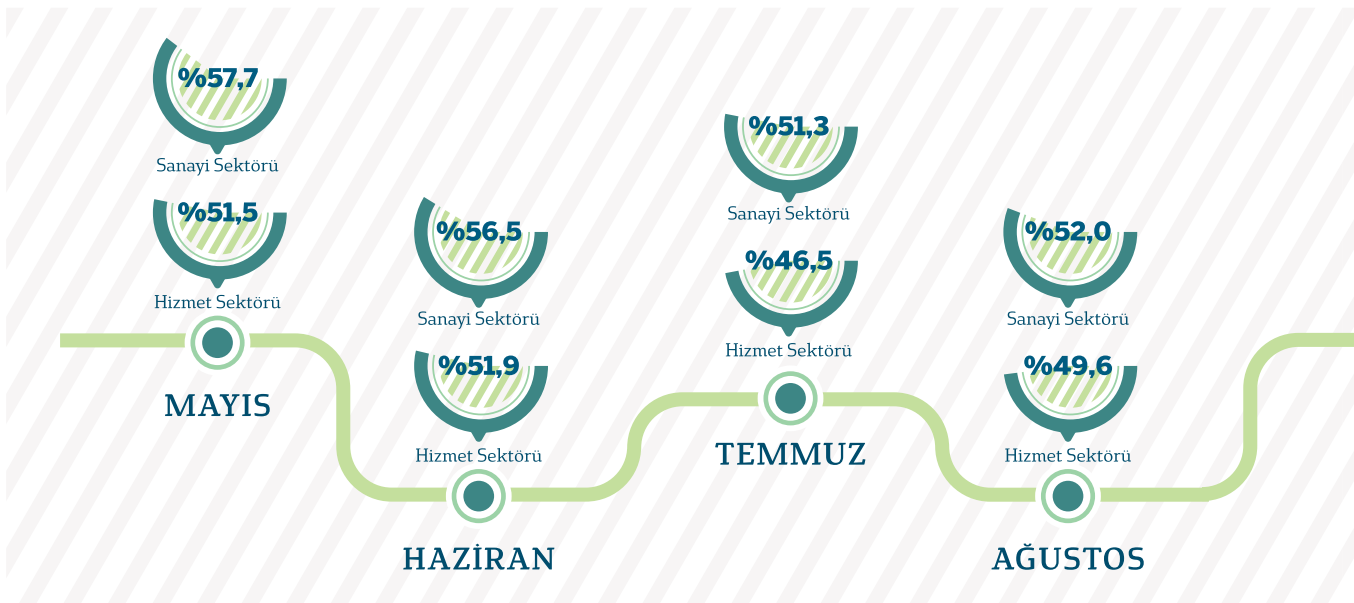 %57,7
Sanayi Sektörü
%51,5
Hizmet Sektörü
MAYIS
%56,5
Sanayi Sektörü
%51,9
Hizmet Sektörü
HAZİRAN
%51,3
Sanayi Sektörü
%46,5
Hizmet Sektörü
TEMMUZ
%52,0
Sanayi Sektörü
%49,6
Hizmet Sektörü
AĞUSTOS